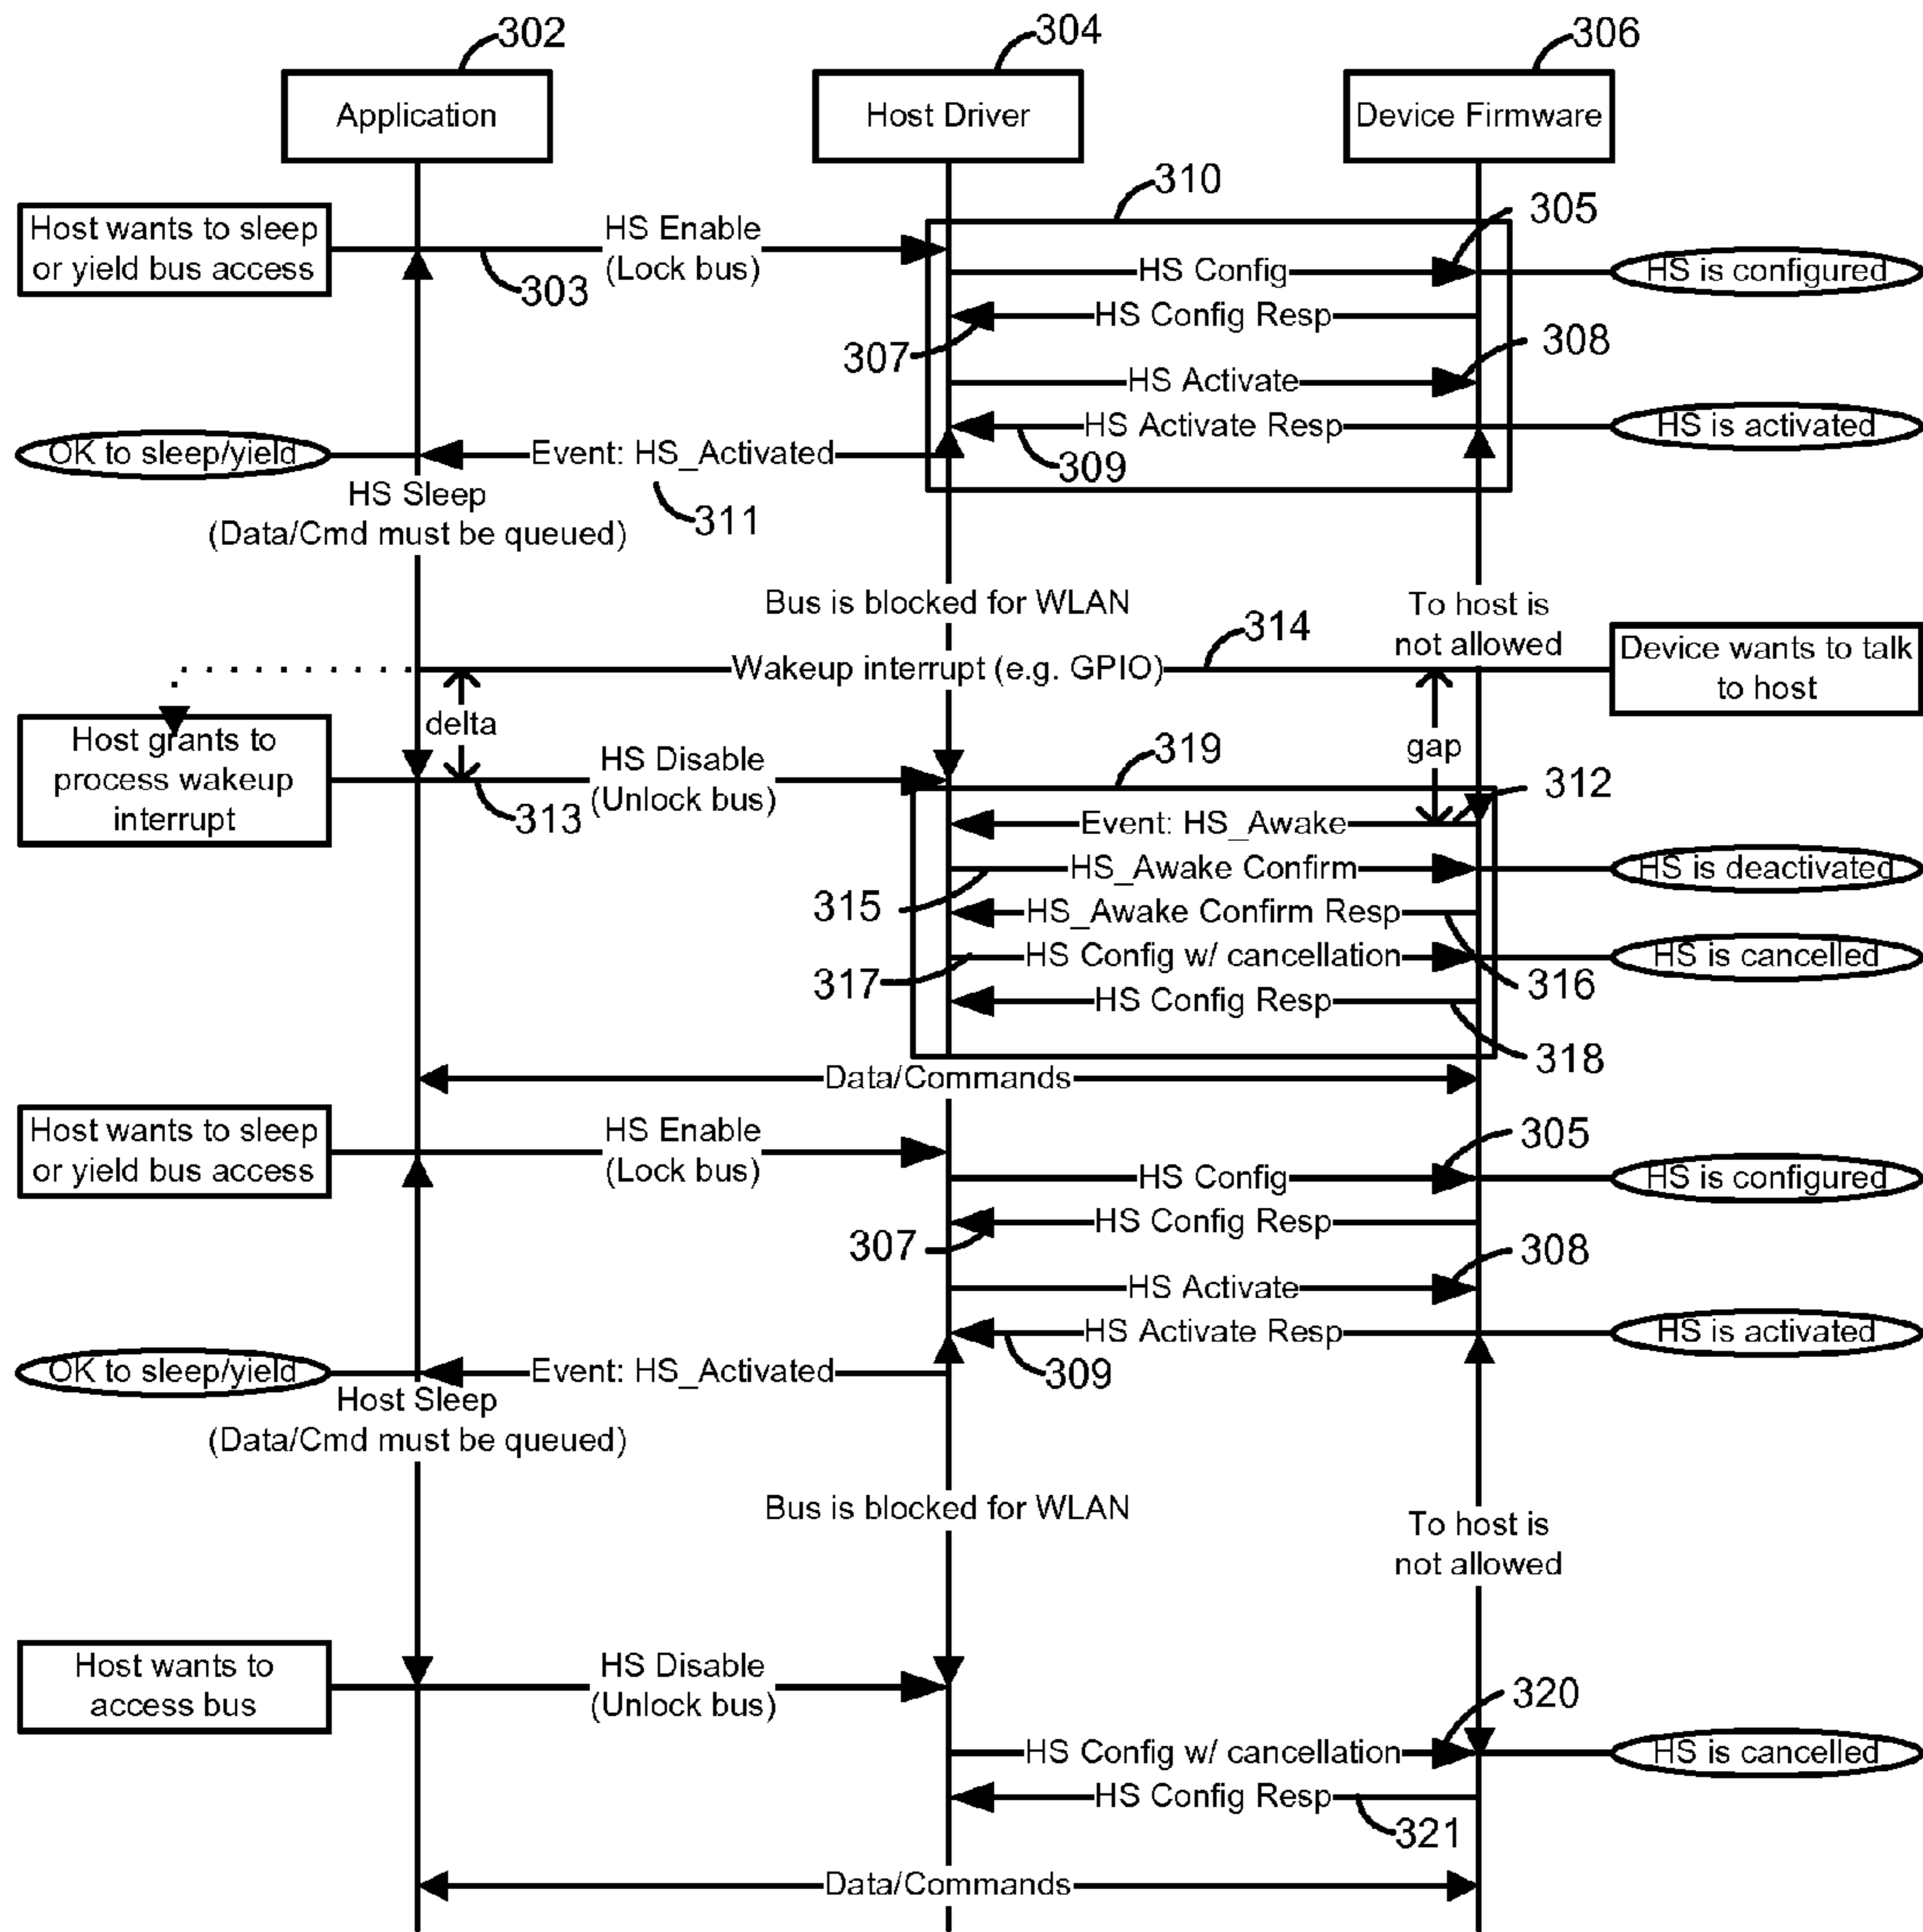 302
304
306
Application
Host Driver
Device Firmware
310
305
Host wants to sleep
or yield bus access
HS Enable
(Lock bus)
303
HS Config
HS is configured
HS Config Resp
307
308
HS Activate
HS Activate Resp
HS is activated
OK to sleep/yield
Event: HS_Activated
309
311
HS Sleep
(Data/Cmd must be queued)
Bus is blocked for WLAN
To host is
not allowed
314
Wakeup interrupt (e.g. GPIO)
Device wants to talk
to host
delta
gap
Host grants to
process wakeup
interrupt
HS Disable
(Unlock bus)
313
319
312
Event: HS_Awake
HS_Awake Confirm
HS is deactivated
315
HS_Awake Confirm Resp
HS Config w/ cancellation
HS is cancelled
317
316
HS Config Resp
318
Data/Commands
Host wants to sleep
or yield bus access
HS Enable
(Lock bus)
305
HS Config
HS is configured
HS Config Resp
307
308
HS Activate
HS Activate Resp
HS is activated
OK to sleep/yield
Event: HS_Activated
309
Host Sleep
(Data/Cmd must be queued)
Bus is blocked for WLAN
To host is
not allowed
Host wants to
access bus
HS Disable
(Unlock bus)
320
HS Config w/ cancellation
HS is cancelled
HS Config Resp
321
Data/Commands